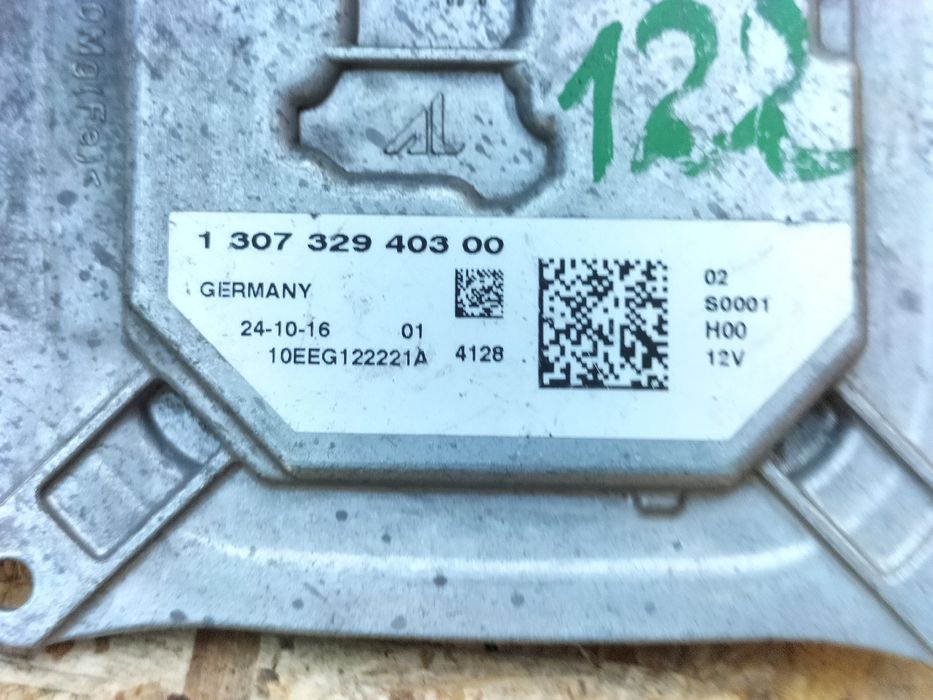 122
1 307 329 403 00
GERMANY
24-10-16 01
10EEG122221A 4128
02
S0001
H00
12V